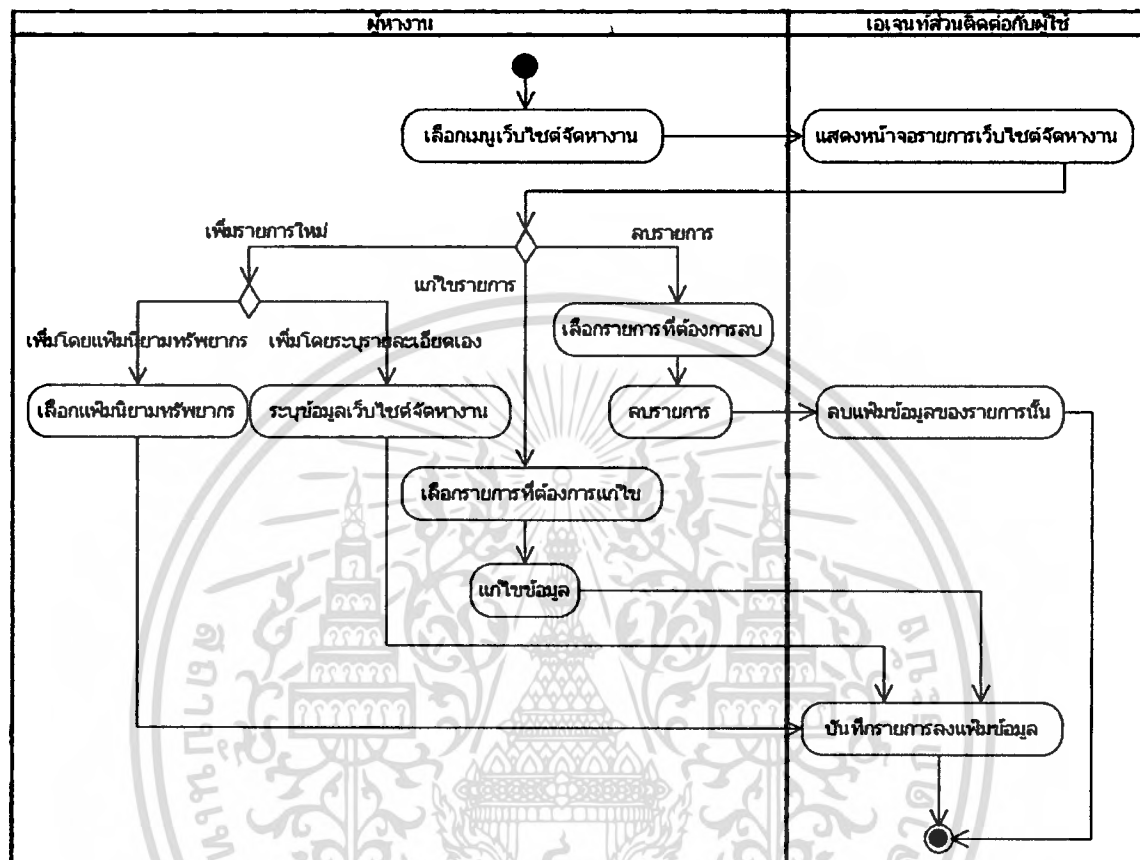 ผู้หางาน
เอเจนท์ส่วนติดต่อกับผู้ใช้
เลือกเมนูเว็บไซต์จัดหางาน
แสดงหน้าจอรายการเว็บไซต์จัดหางาน
เพิ่มรายการใหม่
ลบรายการ
แก้ไขรายการ
เลือกรายการที่ต้องการลบ
เพิ่มโดยแฟ้มนิยามทรัพยากร
เพิ่มโดยระบุรายละเอียดเอง
เลือกแฟ้มนิยามทรัพยากร
ระบุข้อมูลเว็บไซต์จัดหางาน
ลบรายการ
ลบแฟ้มข้อมูลของรายการนั้น
เลือกรายการที่ต้องการแก้ไข
แก้ไขข้อมูล
บันทึกรายการลงแฟ้มข้อมูล